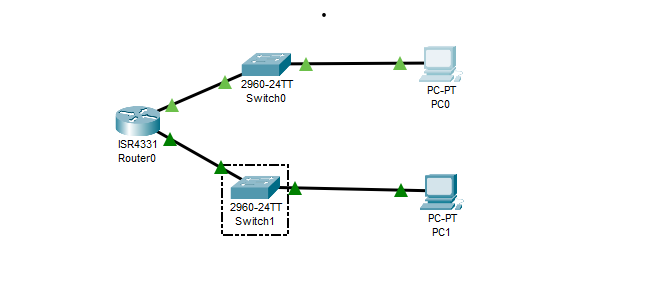 2960-24TT
Switch0
PC-PT
PC0
ISR4331
Router0
2960-24TT
Switch1
PC-PT
PC1